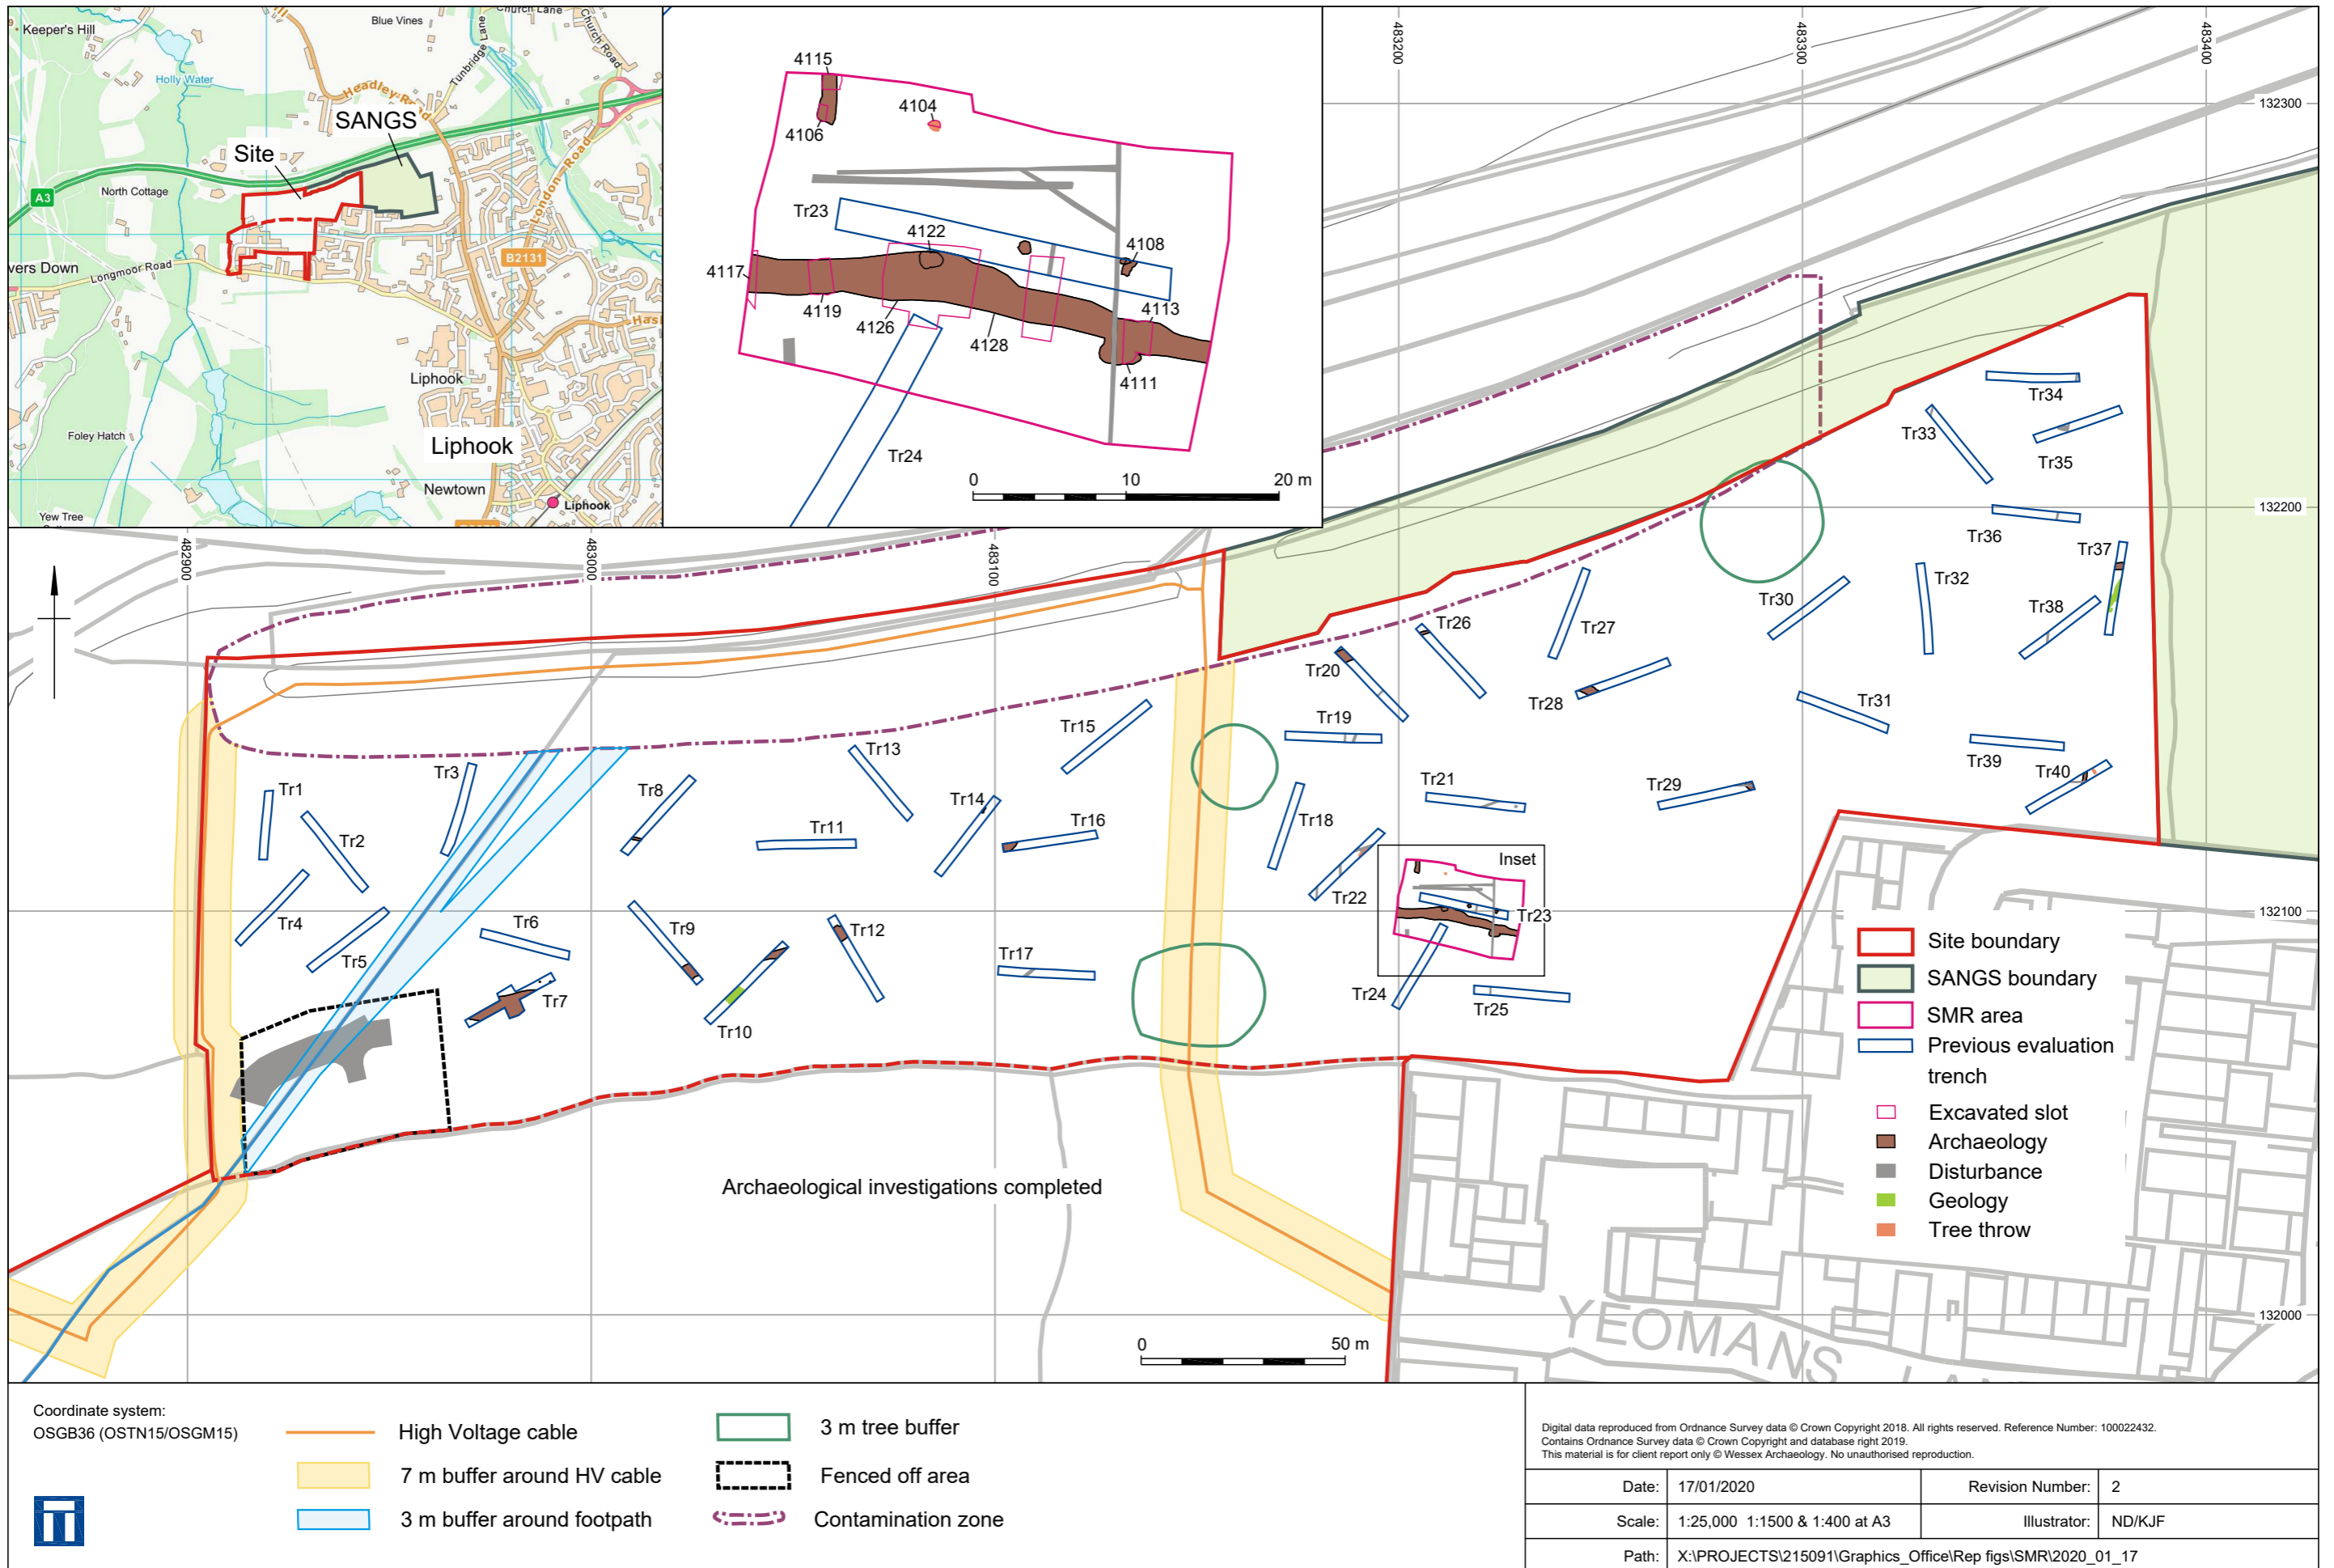 Keeper's Hill
Blue Vines
Church Lane
Church Road
Tunbridge Lane
Holly Water
Headley Road
SANGS
Site
A3
North Cottage
London Road
B2131
vers Down
Longmoor Road
Liphook
Foley Hatch
Liphook
Newtown
Yew Tree
Liphook
4115
4104
4106
Tr23
4122
4108
4117
4119
4126
4128
4113
4111
Tr24
0 10 20 m
483200
483300
483400
132300
132200
132100
132000
482900
483000
483100
Tr34
Tr33
Tr35
Tr36
Tr37
Tr32
Tr30
Tr38
Tr26
Tr27
Tr20
Tr28
Tr31
Tr19
Tr15
Tr13
Tr3
Tr1
Tr8
Tr2
Tr14
Tr11
Tr16
Tr21
Tr29
Tr39
Tr40
Tr18
Inset
Tr22
Tr23
Tr4
Tr5
Tr6
Tr9
Tr12
Tr7
Tr17
Tr10
Tr24
Tr25
Site boundary
SANGS boundary
SMR area
Previous evaluation
trench
Excavated slot
Archaeology
Disturbance
Geology
Tree throw
Archaeological investigations completed
YEOMANS
0 50 m
Coordinate system:
OSGB36 (OSTN15/OSGM15)
High Voltage cable
7 m buffer around HV cable
3 m buffer around footpath
3 m tree buffer
Fenced off area
Contamination zone
Digital data reproduced from Ordnance Survey data © Crown Copyright 2018. All rights reserved. Reference Number: 100022432.
Contains Ordnance Survey data © Crown Copyright and database right 2019.
This material is for client report only © Wessex Archaeology. No unauthorised reproduction.
Date: 17/01/2020 Revision Number: 2
Scale: 1:25,000 1:1500 & 1:400 at A3 Illustrator: ND/KJF
Path: X:\PROJECTS\215091\Graphics_Office\Rep figs\SMR\2020_01_17